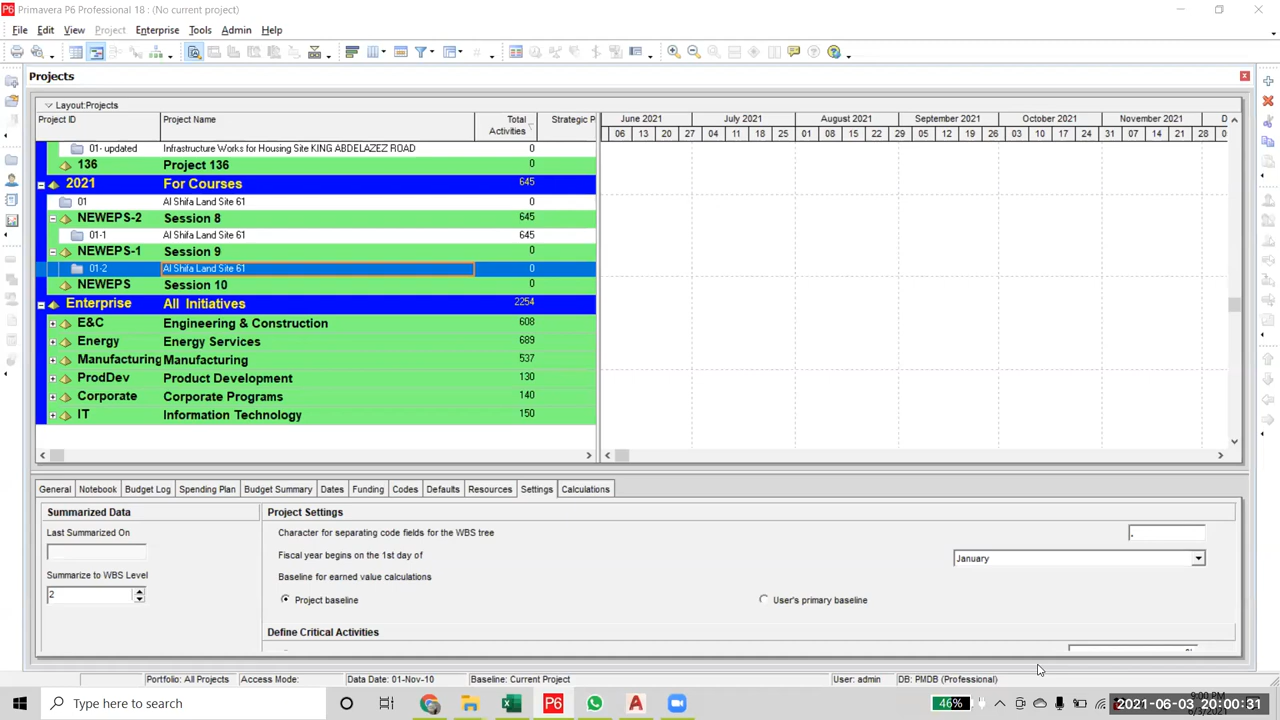 P6 Primavera P6 Professional 18 : (No current project)
File Edit View Project Enterprise Tools Admin Help
Projects
Layout:Projects
Project ID Project Name Total Activities Strategic P
June 2021 July 2021 August 2021 September 2021 October 2021 November 2021 D
06 13 20 27 04 11 18 25 01 08 15 22 29 05 12 19 26 03 10 17 24 31 07 14 21 28
01- updated Infrastructure Works for Housing Site KING ABDELAZEZ ROAD 0
136 Project 136 0
2021 For Courses 645
01 Al Shifa Land Site 61 0
NEWEPS-2 Session 8 645
01-1 Al Shifa Land Site 61 645
NEWEPS-1 Session 9 0
01-2 Al Shifa Land Site 61 0
NEWEPS Session 10 0
Enterprise All Initiatives 2254
E&C Engineering & Construction 608
Energy Energy Services 689
Manufacturing Manufacturing 537
ProdDev Product Development 130
Corporate Corporate Programs 140
IT Information Technology 150
General Notebook Budget Log Spending Plan Budget Summary Dates Funding Codes Defaults Resources Settings Calculations
Summarized Data
Last Summarized On
Summarize to WBS Level
2
Project Settings
Character for separating code fields for the WBS tree .
Fiscal year begins on the 1st day of January
Baseline for earned value calculations
Project baseline User's primary baseline
Define Critical Activities
Portfolio: All Projects Access Mode: Data Date: 01-Nov-10 Baseline: Current Project User: admin DB: PMDB (Professional)
Type here to search
P6
46%
9:00 PM
2021-06-03 20:00:31